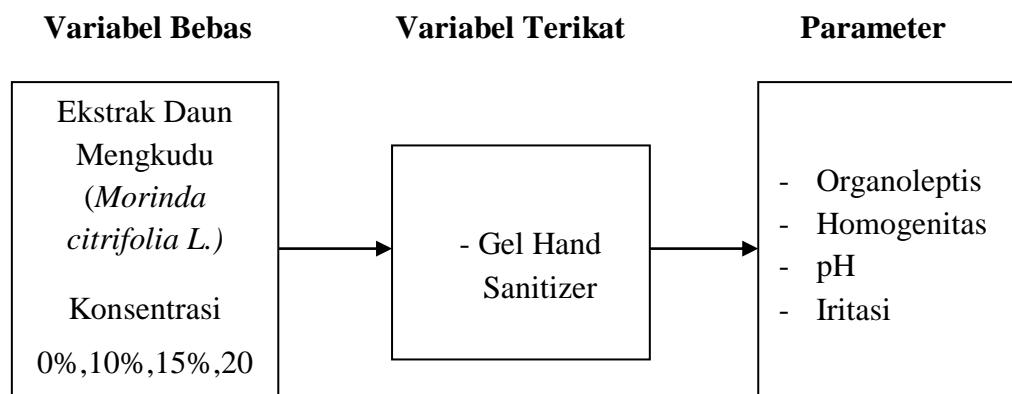 Variabel Bebas
Variabel Terikat
Parameter
Ekstrak Daun
Mengkudu
(Morinda
citrifolia L.)
Konsentrasi
0%,10%,15%,20
- Gel Hand
Sanitizer
- Organoleptis
- Homogenitas
- pH
- Iritasi